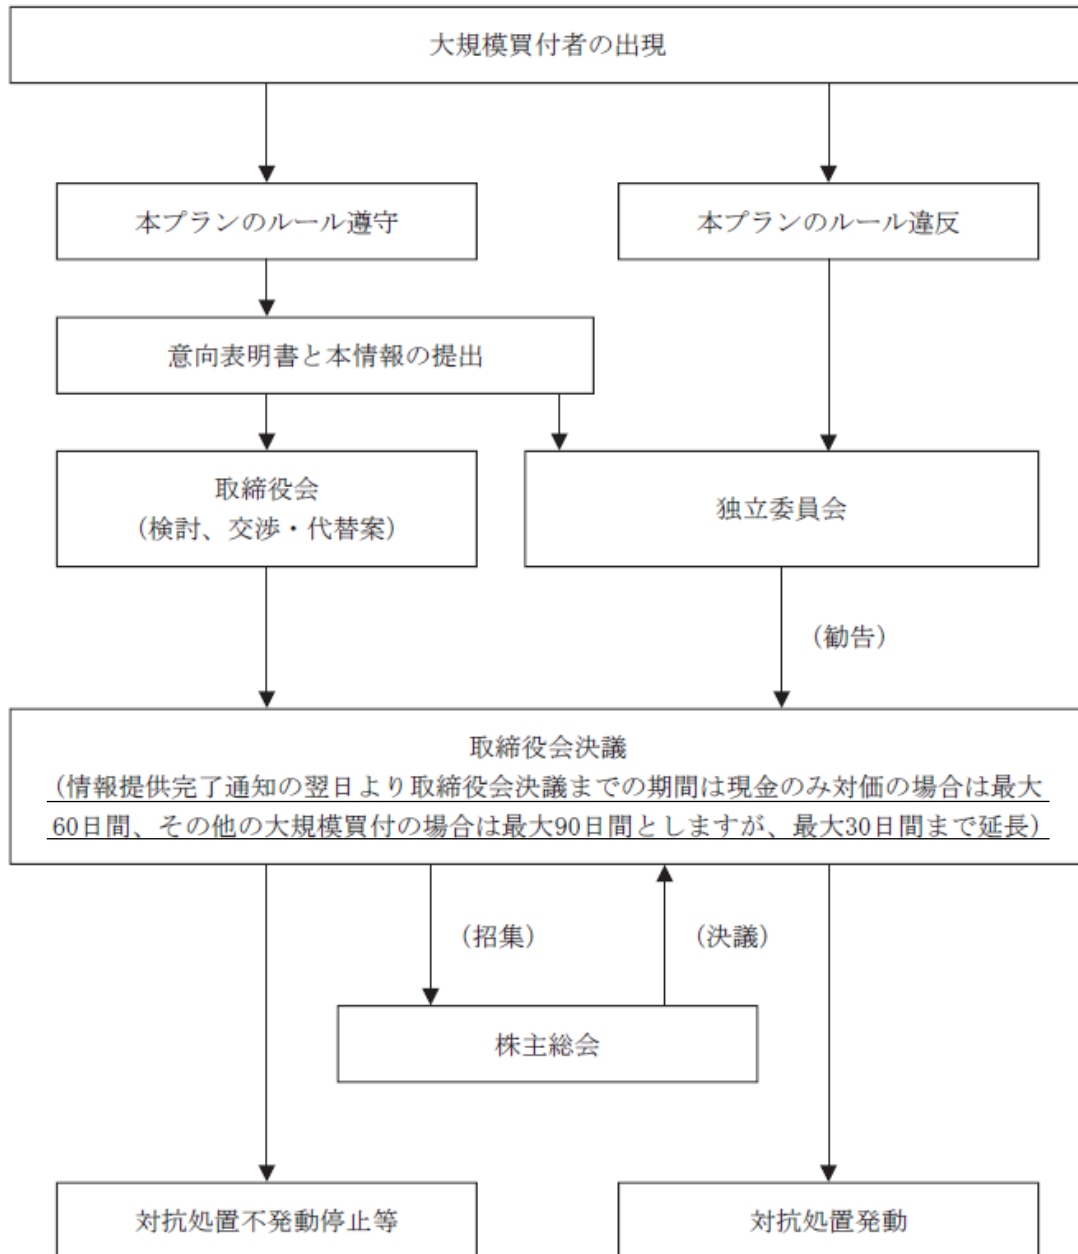 大規模買付者の出現
本プランのルール遵守
本プランのルール違反
意向表明書と本情報の提出
取締役会
（検討、交渉・代替案）
独立委員会
（勧告）
取締役会決議
（情報提供完了通知の翌日より取締役会決議までの期間は現金のみ対価の場合は最大
60日間、その他の大規模買付の場合は最大90日間としますが、最大30日間まで延長）
（招集）
（決議）
株主総会
対抗処置不発動停止等
対抗処置発動